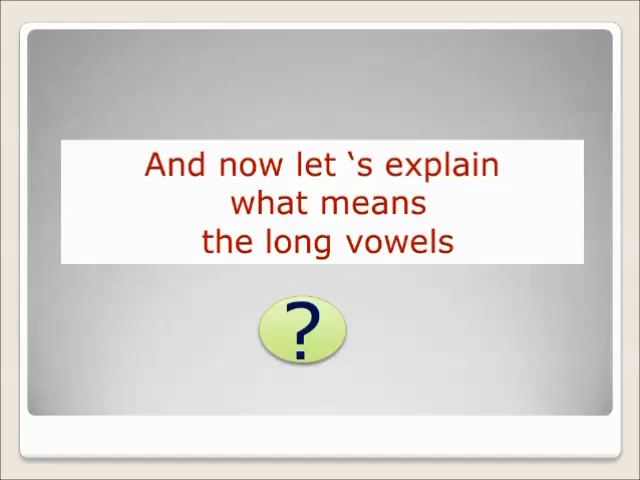 And now let ‘s explain
what means
the long vowels
?